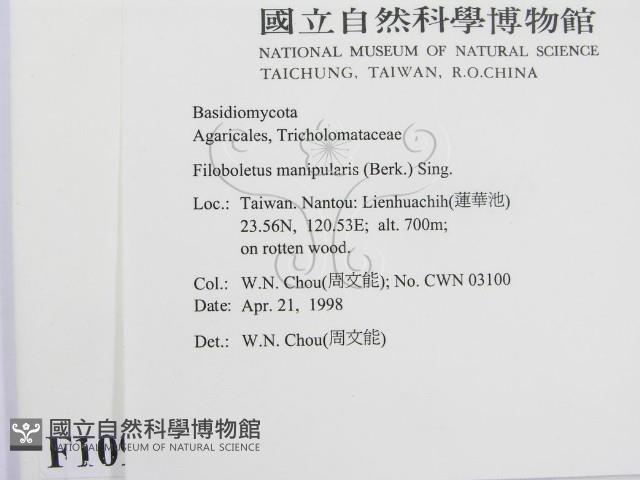 國立自然科學博物館
NATIONAL MUSEUM OF NATURAL SCIENCE
TAICHUNG, TAIWAN, R.O.CHINA
Basidiomycota
Agaricales, Tricholomataceae
Filoboletus manipularis (Berk.) Sing.
Loc.: Taiwan. Nantou: Lienhuachih(蓮華池)
23.56N, 120.53E; alt. 700m;
on rotten wood.
Col.: W.N. Chou(周文能); No. CWN 03100
Date: Apr. 21, 1998
Det.: W.N. Chou(周文能)
國立自然科學博物館
NATIONAL MUSEUM OF NATURAL SCIENCE